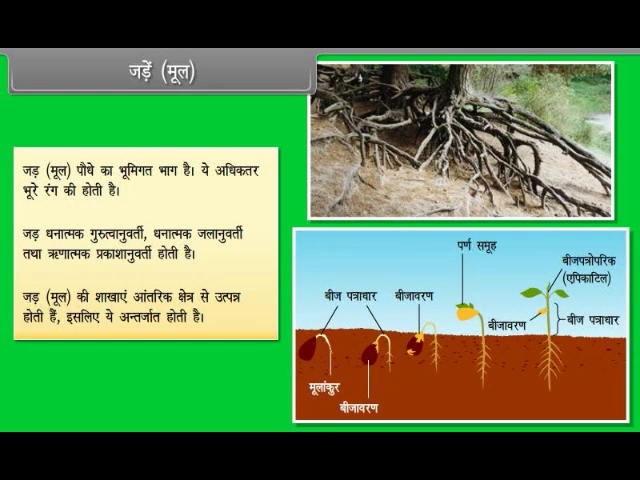 जड़ें (मूल)
जड़ (मूल) पौधे का भूमिगत भाग है। ये अधिकतर
भूरे रंग की होती है।
जड़ धनात्मक गुरुत्वानुवर्ती, धनात्मक जलानुवर्ती
तथा ऋणात्मक प्रकाशानुवर्ती होती है।
जड़ (मूल) की शाखाएं आंतरिक क्षेत्र से उत्पन्न
होती हैं, इसलिए ये अन्तर्जात होती है।
पर्ण समूह
बीजपत्रोपरिक
(एपिकाटिल)
बीज पत्राधार
बीजावरण
बीजावरण
बीज पत्राधार
मूलांकुर
बीजावरण